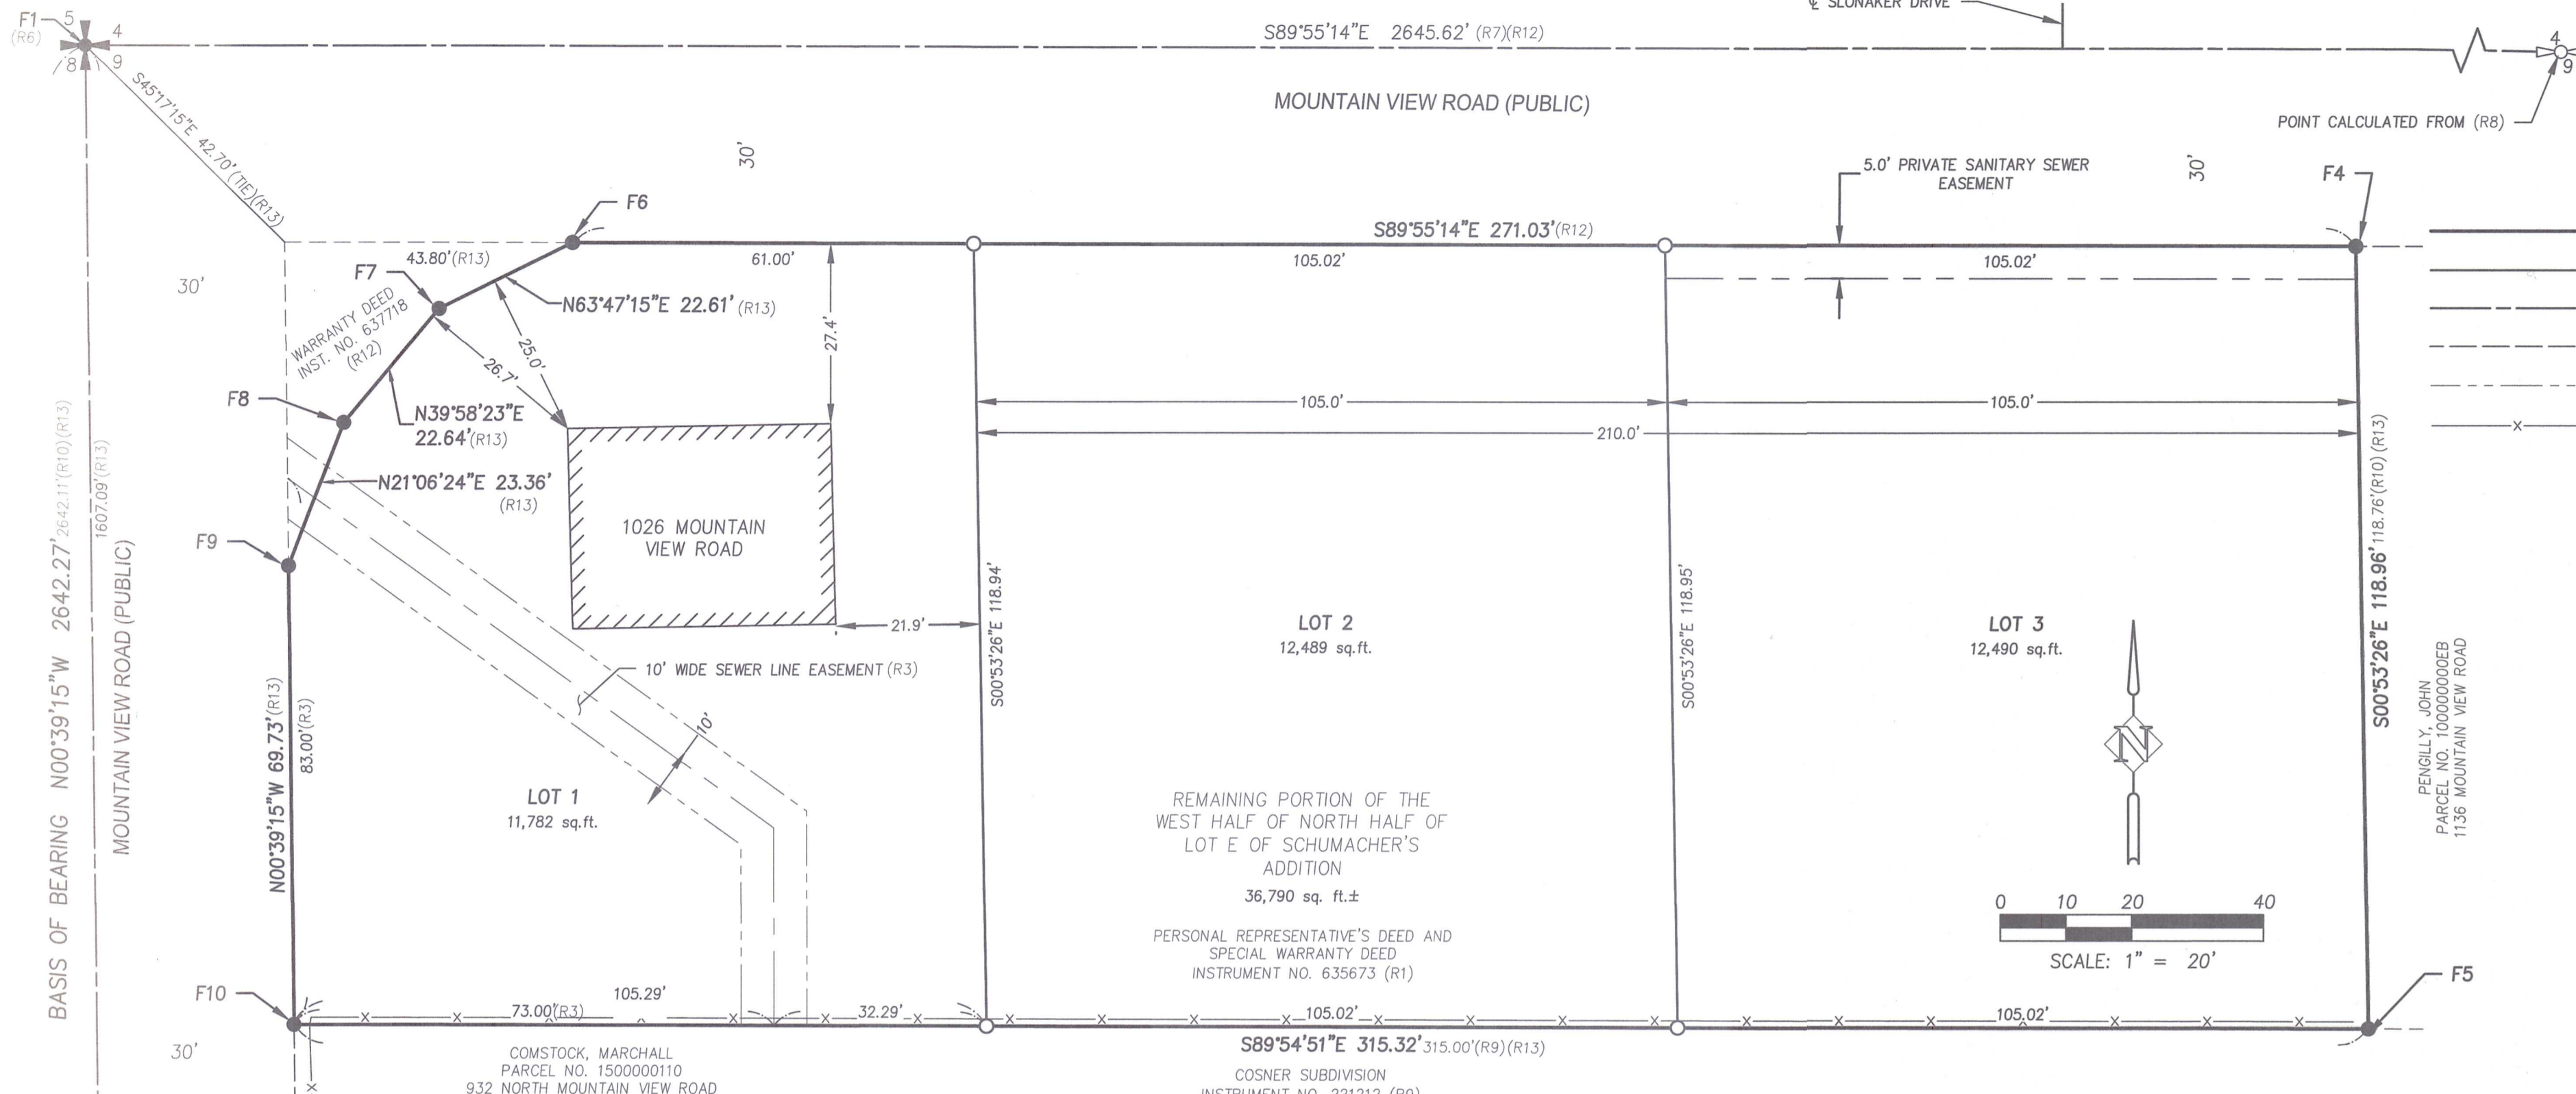 F1
(R6)
5
4
8
9
S89°55'14"E 2645.62' (R7)(R12)
℄ SLONAKER DRIVE
4
9
S45°17'15"E 42.70'(TIE)(R13)
MOUNTAIN VIEW ROAD (PUBLIC)
POINT CALCULATED FROM (R8)
30'
5.0' PRIVATE SANITARY SEWER
EASEMENT
30'
F4
F6
S89°55'14"E 271.03'(R12)
43.80'(R13)
61.00'
105.02'
105.02'
F7
30'
N63°47'15"E 22.61' (R13)
WARRANTY DEED
INST. NO. 637718
(R12)
25.0'
26.7'
27.4'
F8
N39°58'23"E
22.64'(R13)
105.0'
105.0'
210.0'
N21°06'24"E 23.36'
(R13)
1026 MOUNTAIN
VIEW ROAD
F9
21.9'
S00°53'26"E 118.94'
S00°53'26"E 118.95'
S00°53'26"E 118.96'118.76'(R10) (R13)
LOT 2
12,489 sq.ft.
LOT 3
12,490 sq.ft.
N
10' WIDE SEWER LINE EASEMENT (R3)
10'
BASIS OF BEARING N00°39'15"W 2642.27'2642.11'(R10)(R13)
1607.09'(R13)
MOUNTAIN VIEW ROAD (PUBLIC)
N00°39'15"W 69.73'(R13)
83.00'(R3)
PENGILLY, JOHN
PARCEL NO. 10000000EB
1136 MOUNTAIN VIEW ROAD
LOT 1
11,782 sq.ft.
REMAINING PORTION OF THE
WEST HALF OF NORTH HALF OF
LOT E OF SCHUMACHER'S
ADDITION
36,790 sq. ft.±
PERSONAL REPRESENTATIVE'S DEED AND
SPECIAL WARRANTY DEED
INSTRUMENT NO. 635673 (R1)
0 10 20 40
SCALE: 1" = 20'
F5
F10
105.29'
73.00'(R3)
32.29'
105.02'
105.02'
S89°54'51"E 315.32'315.00'(R9)(R13)
30'
COMSTOCK, MARCHALL
PARCEL NO. 1500000110
932 NORTH MOUNTAIN VIEW ROAD
COSNER SUBDIVISION
INSTRUMENT NO. 221212 (R9)